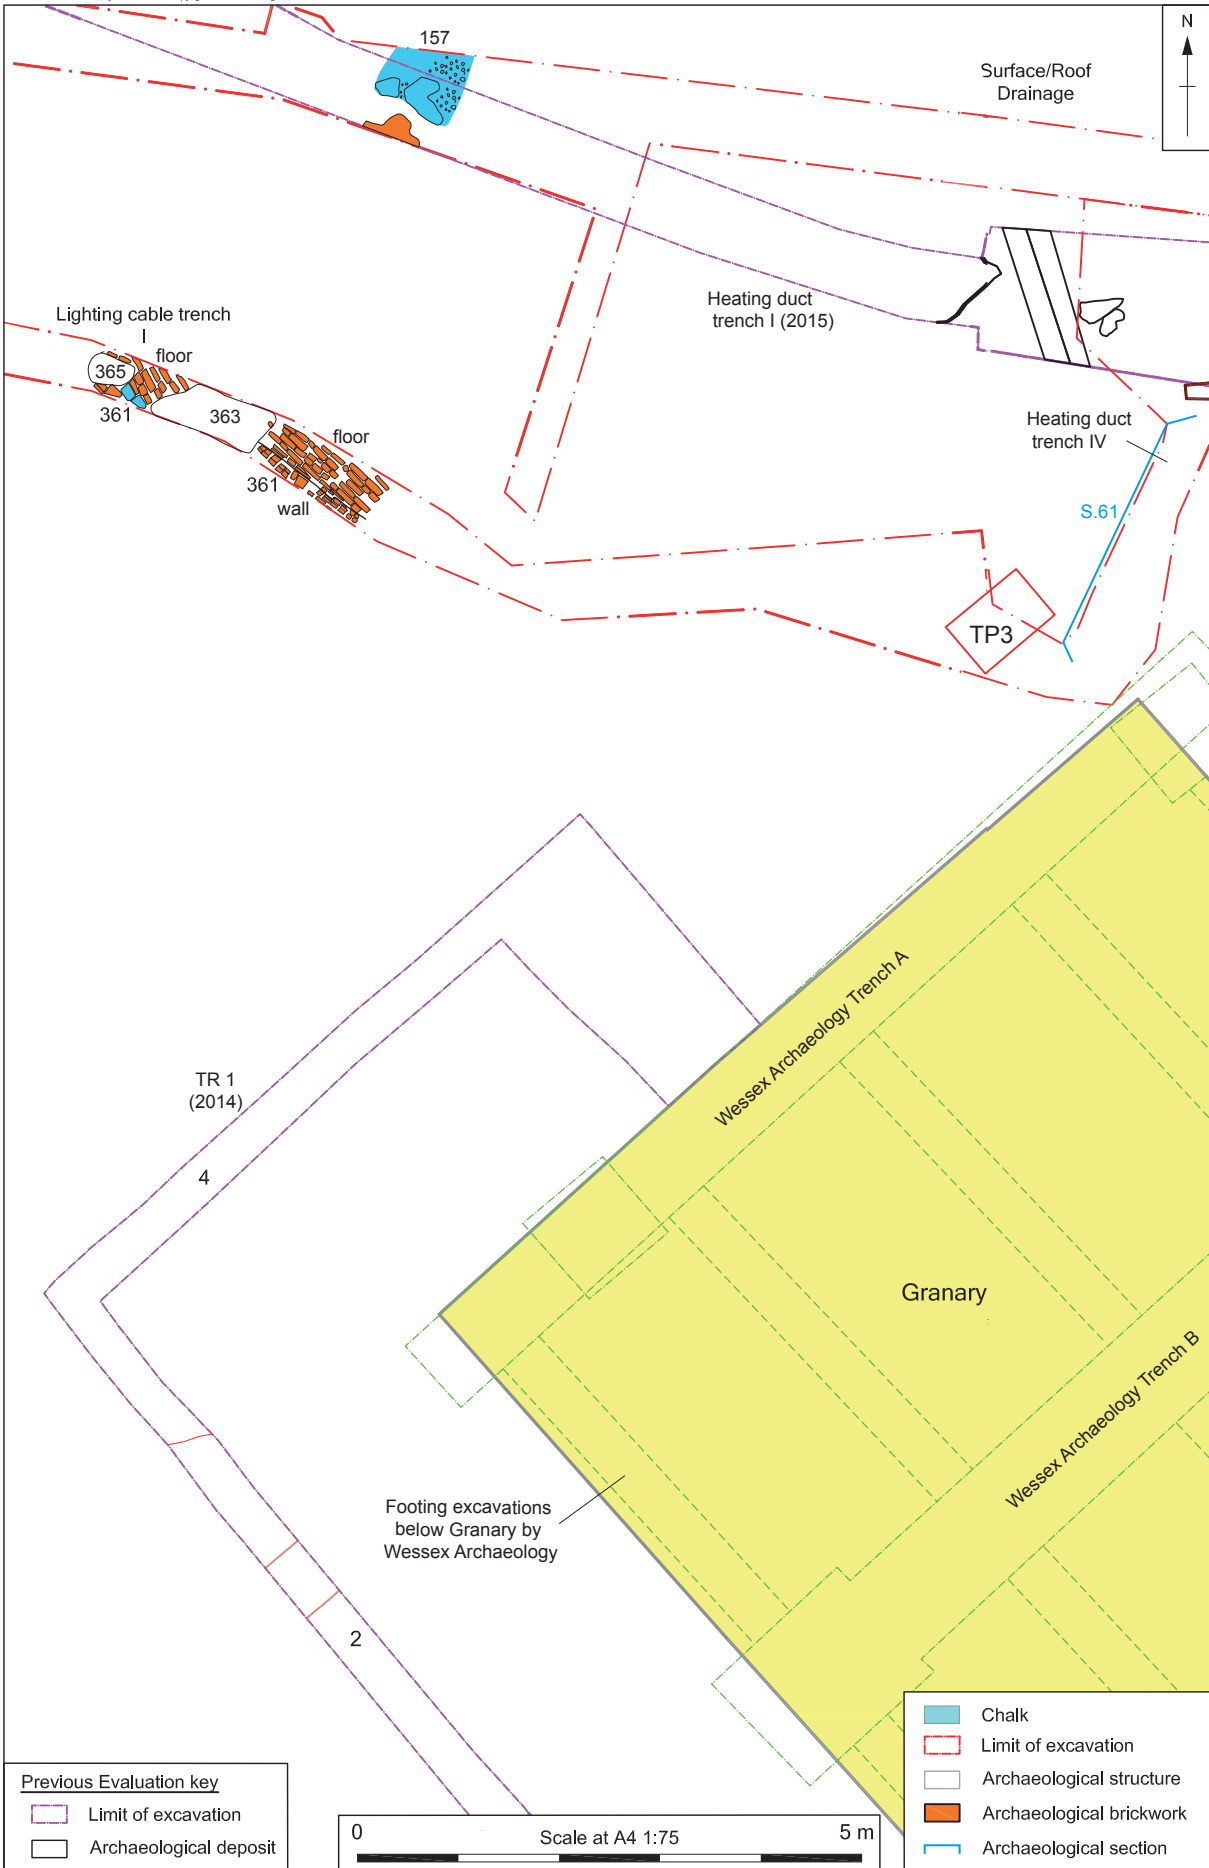 157
N
Surface/Roof
Drainage
Heating duct
trench I (2015)
Lighting cable trench
floor
365
361
363
floor
361
wall
Heating duct
trench IV
S.61
TP3
Wessex Archaeology Trench A
TR 1
(2014)
4
Granary
Wessex Archaeology Trench B
Footing excavations
below Granary by
Wessex Archaeology
2
Chalk
Limit of excavation
Archaeological structure
Archaeological brickwork
Archaeological section
Previous Evaluation key
Limit of excavation
Archaeological deposit
0
Scale at A4 1:75
5 m